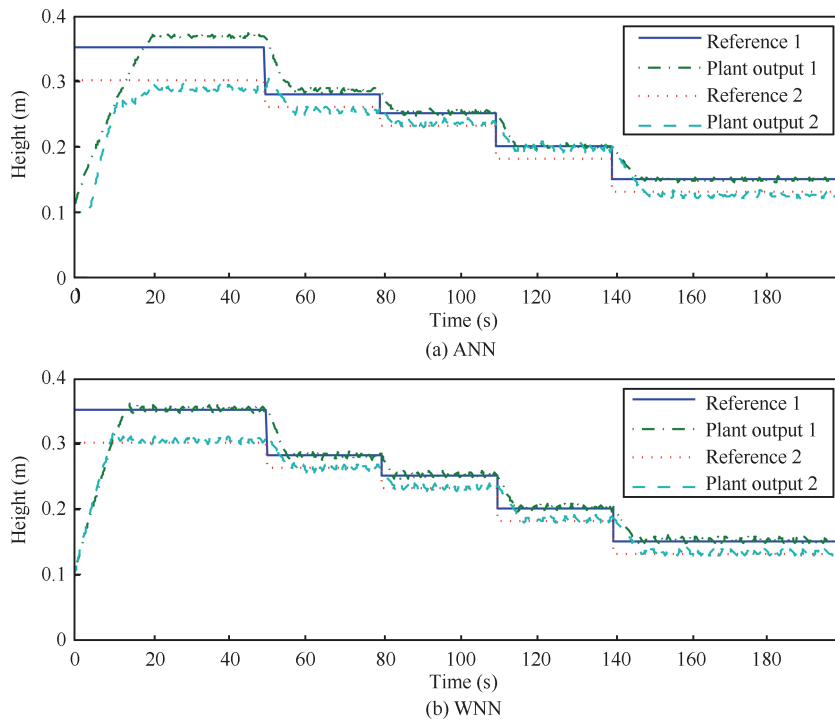 0.4
0.3
0.2
0.1
0
Height (m)
Reference 1
Plant output 1
Reference 2
Plant output 2
0 20 40 60 80 100 120 140 160 180
Time (s)
(a) ANN
0.4
0.3
0.2
0.1
0
Height (m)
Reference 1
Plant output 1
Reference 2
Plant output 2
0 20 40 60 80 100 120 140 160 180
Time (s)
(b) WNN